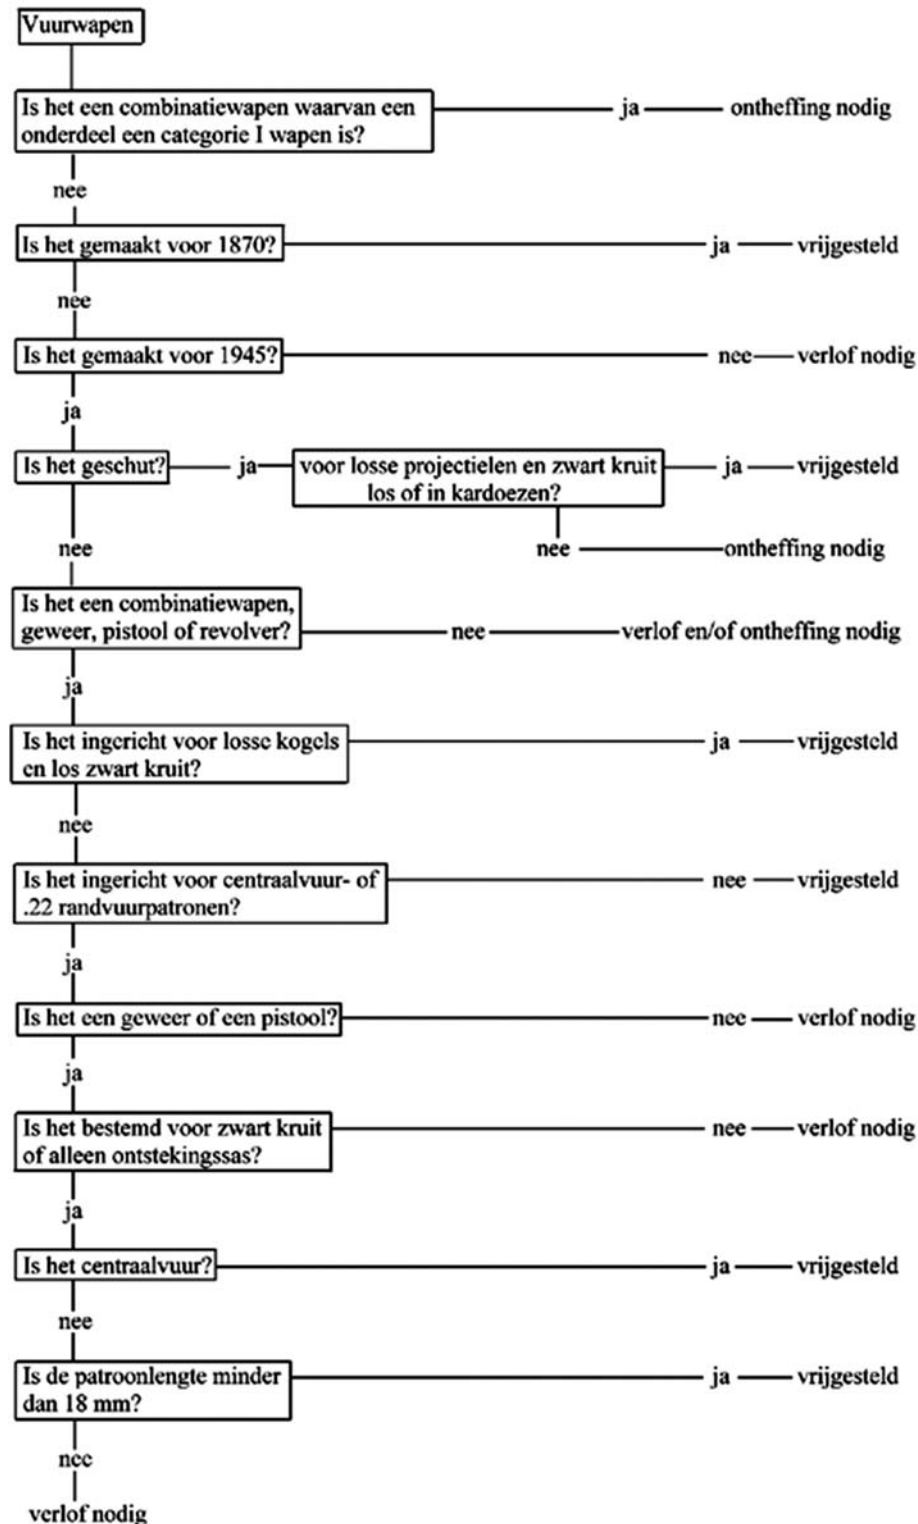 Vuurwapen
Is het een combinatiewapen waarvan een
onderdeel een categorie I wapen is?
ja
ontheffing nodig
nee
Is het gemaakt voor 1870?
ja
vrijgesteld
nee
Is het gemaakt voor 1945?
nee
verlof nodig
ja
Is het geschut?
ja
voor losse projectielen en zwart kruit
los of in kardoezen?
ja
vrijgesteld
nee
ontheffing nodig
nee
Is het een combinatiewapen,
geweer, pistool of revolver?
nee
verlof en/of ontheffing nodig
ja
Is het ingericht voor losse kogels
en los zwart kruit?
ja
vrijgesteld
nee
Is het ingericht voor centraalvuur- of
.22 randvuurpatronen?
nee
vrijgesteld
ja
Is het een geweer of een pistool?
nee
verlof nodig
ja
Is het bestemd voor zwart kruit
of alleen ontstekingssas?
nee
verlof nodig
ja
Is het centraalvuur?
ja
vrijgesteld
nee
Is de patroonlengte minder
dan 18 mm?
ja
vrijgesteld
nee
verlof nodig